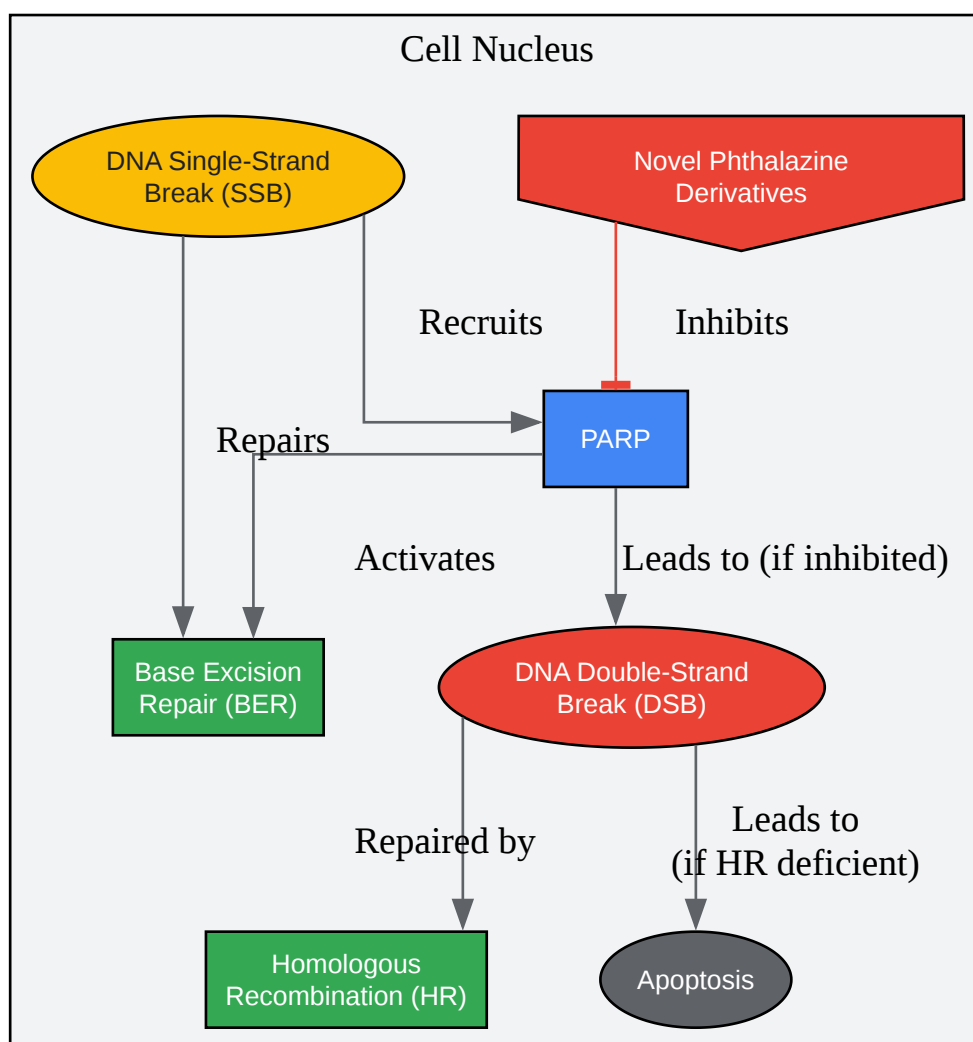 Cell Nucleus
DNA Single-Strand
Break (SSB)
Novel Phthalazine
Derivatives
Recruits
Inhibits
PARP
Repairs
Activates
Leads to (if inhibited)
Base Excision
Repair (BER)
DNA Double-Strand
Break (DSB)
Repaired by
Leads to
(if HR deficient)
Homologous
Recombination (HR)
Apoptosis